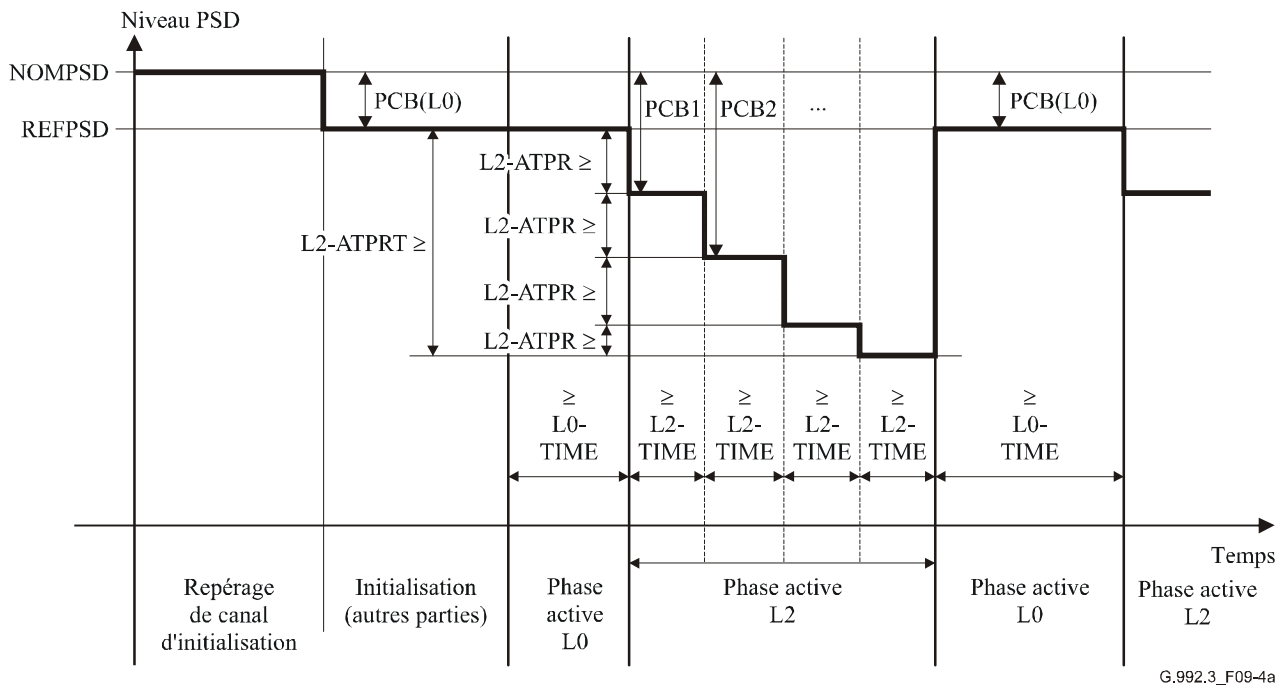 Niveau PSD
NOMPSD
PCB(L0)
PCB1
PCB2
...
PCB(L0)
REFPSD
L2-ATPR ≥
L2-ATPR ≥
L2-ATPRT ≥
L2-ATPR ≥
L2-ATPR ≥
≥
L0-
TIME
≥
L2-
TIME
≥
L2-
TIME
≥
L2-
TIME
≥
L2-
TIME
≥
L0-
TIME
Temps
Repérage
de canal
d'initialisation
Initialisation
(autres parties)
Phase
active
L0
Phase active
L2
Phase active
L0
Phase active
L2
G.992.3_F09-4a